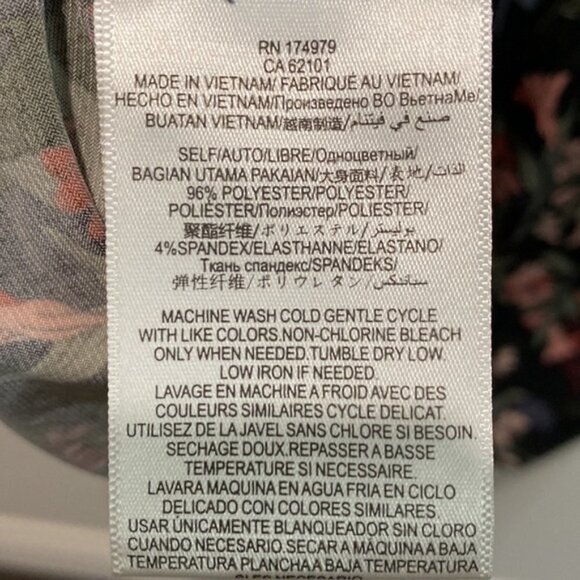 RN 174979
CA 62101
MADE IN VIETNAM/ FABRIQUÉ AU VIETNAM/
HECHO EN VIETNAM/Произведено ВО ВьетнаМе/
BUATAN VIETNAM/越南制造/صنع في فيتنام/
SELF/AUTO/LIBRE/Одноцветный/
BAGIAN UTAMA PAKAIAN/大身面料/表地/الذات/
96% POLYESTER/POLYESTER/
POLIÉSTER/Полиэстер/POLIESTER/
聚酯纤维/ポリエステル/بوليستر/
4%SPANDEX/ELASTHANNE/ELASTANO/
Ткань спандекс/SPANDEKS/
弹性纤维/ポリウレタン/سباندكس/
MACHINE WASH COLD GENTLE CYCLE
WITH LIKE COLORS.NON-CHLORINE BLEACH
ONLY WHEN NEEDED.TUMBLE DRY LOW.
LOW IRON IF NEEDED.
LAVAGE EN MACHINE A FROID AVEC DES
COULEURS SIMILAIRES CYCLE DELICAT.
UTILISEZ DE LA JAVEL SANS CHLORE SI BESOIN.
SECHAGE DOUX.REPASSER A BASSE
TEMPERATURE SI NECESSAIRE.
LAVARA MAQUINA EN AGUA FRIA EN CICLO
DELICADO CON COLORES SIMILARES.
USAR ÚNICAMENTE BLANQUEADOR SIN CLORO
CUANDO NECESARIO.SECAR A MÁQUINA A BAJA
TEMPERATURA PLANCHA A BAJA TEMPERATURA